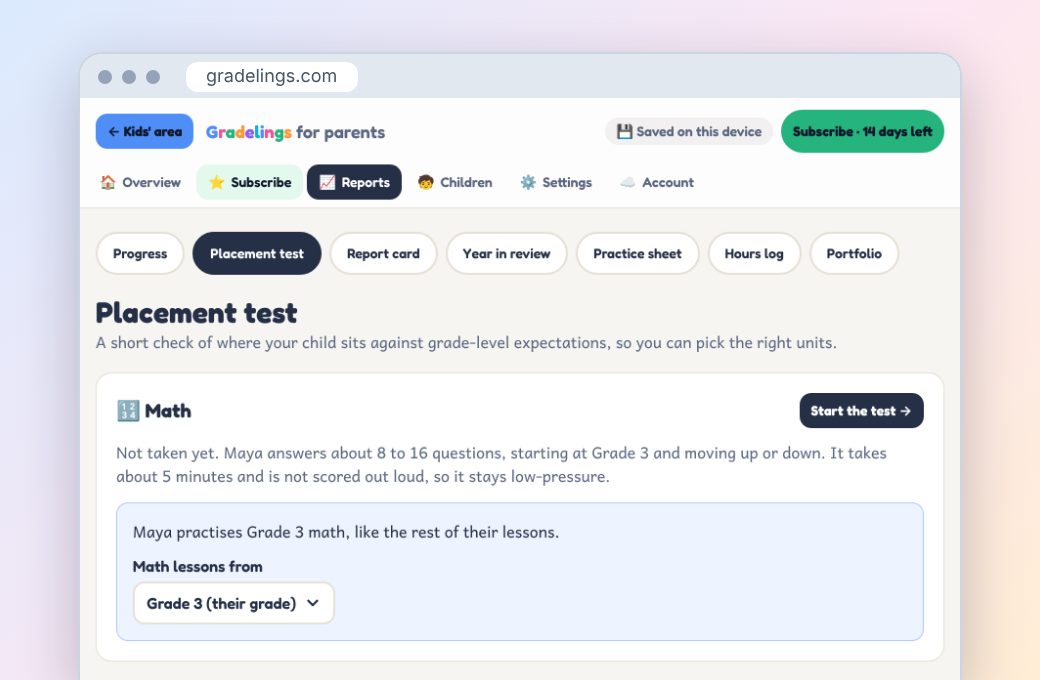 gradelings.com
← Kids' area
Gradelings for parents
💾 Saved on this device
Subscribe · 14 days left
🏠 Overview
⭐ Subscribe
📈 Reports
🧒 Children
⚙️ Settings
☁️ Account
Progress
Placement test
Report card
Year in review
Practice sheet
Hours log
Portfolio
Placement test
A short check of where your child sits against grade-level expectations, so you can pick the right units.
🔢 Math
Start the test →
Not taken yet. Maya answers about 8 to 16 questions, starting at Grade 3 and moving up or down. It takes
about 5 minutes and is not scored out loud, so it stays low-pressure.
Maya practises Grade 3 math, like the rest of their lessons.
Math lessons from
Grade 3 (their grade)